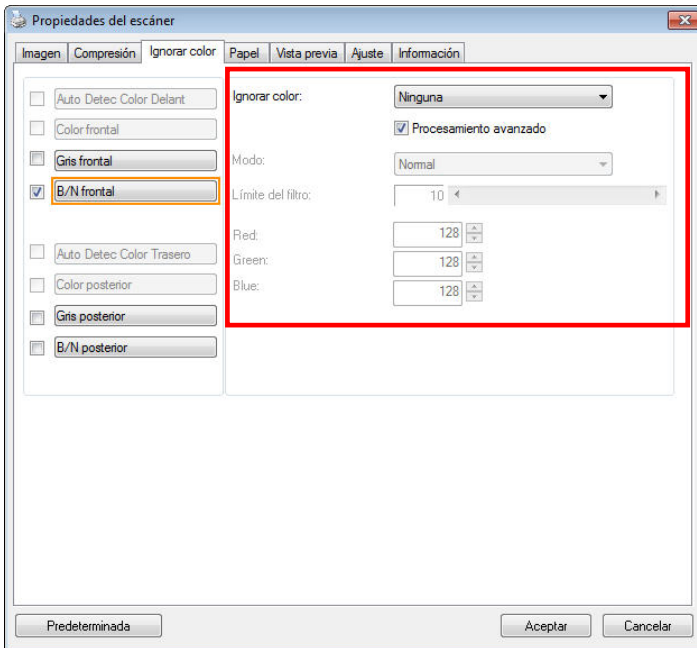 Propiedades del escáner
Imagen Compresión Ignorar color Papel Vista previa Ajuste Información
Auto Detec Color Delant
Color frontal
Gris frontal
B/N frontal
Auto Detec Color Trasero
Color posterior
Gris posterior
B/N posterior
Ignorar color: Ninguna
Procesamiento avanzado
Modo: Normal
Límite del filtro: 10
Red: 128
Green: 128
Blue: 128
Predeterminada Aceptar Cancelar